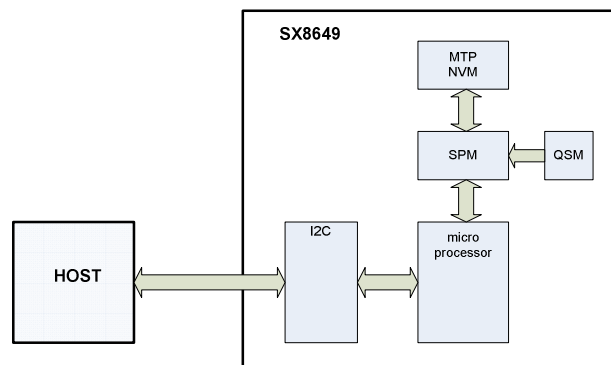 SX8649
MTP
NVM
SPM
QSM
HOST
I2C
micro
processor